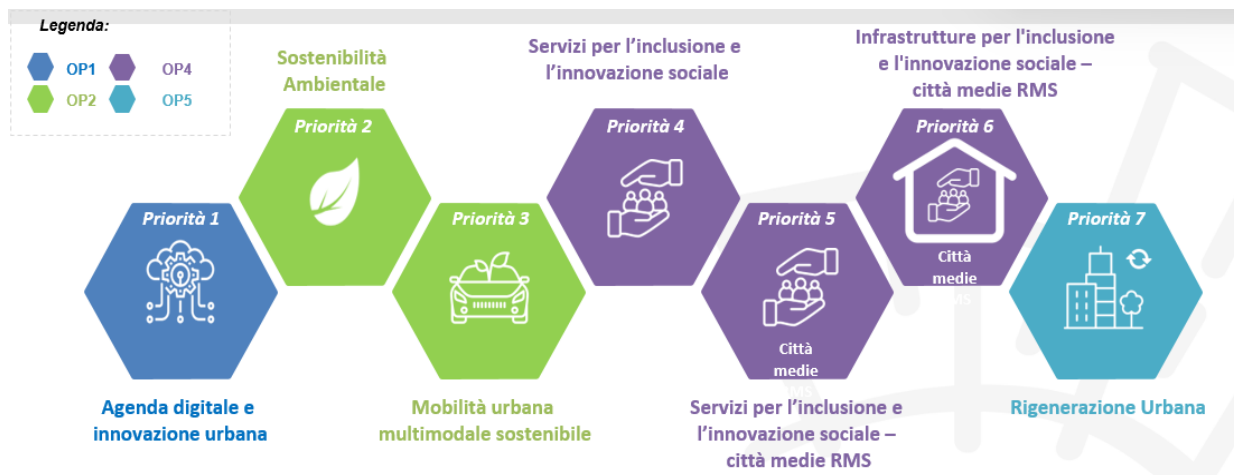 Legenda:
OP1
OP4
OP2
OP5
Agenda digitale e
innovazione urbana
Priorità 1
Sostenibilità
Ambientale
Priorità 2
Priorità 3
Mobilità urbana
multimodale sostenibile
Servizi per l’inclusione e
l’innovazione sociale
Priorità 4
Priorità 5
Città
medie
RMS
Servizi per l’inclusione e
l’innovazione sociale –
città medie RMS
Infrastrutture per l'inclusione
e l'innovazione sociale –
città medie RMS
Priorità 6
Città
medie
RMS
Priorità 7
Rigenerazione Urbana